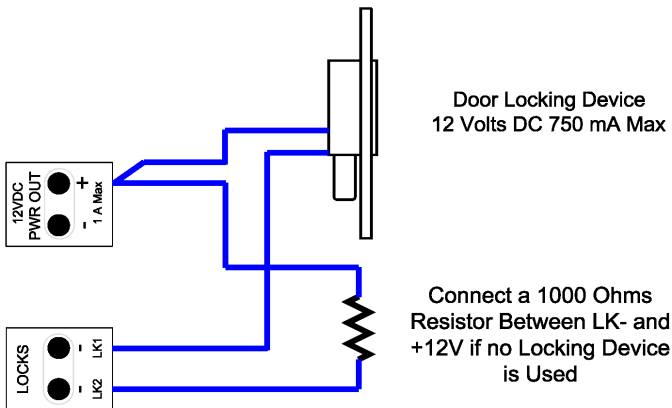 Door Locking Device
12 Volts DC 750 mA Max
12VDC
PWR OUT
+
-
1 A Max
Connect a 1000 Ohms
Resistor Between LK- and
+12V if no Locking Device
is Used
LOCKS
- LK1
- LK2